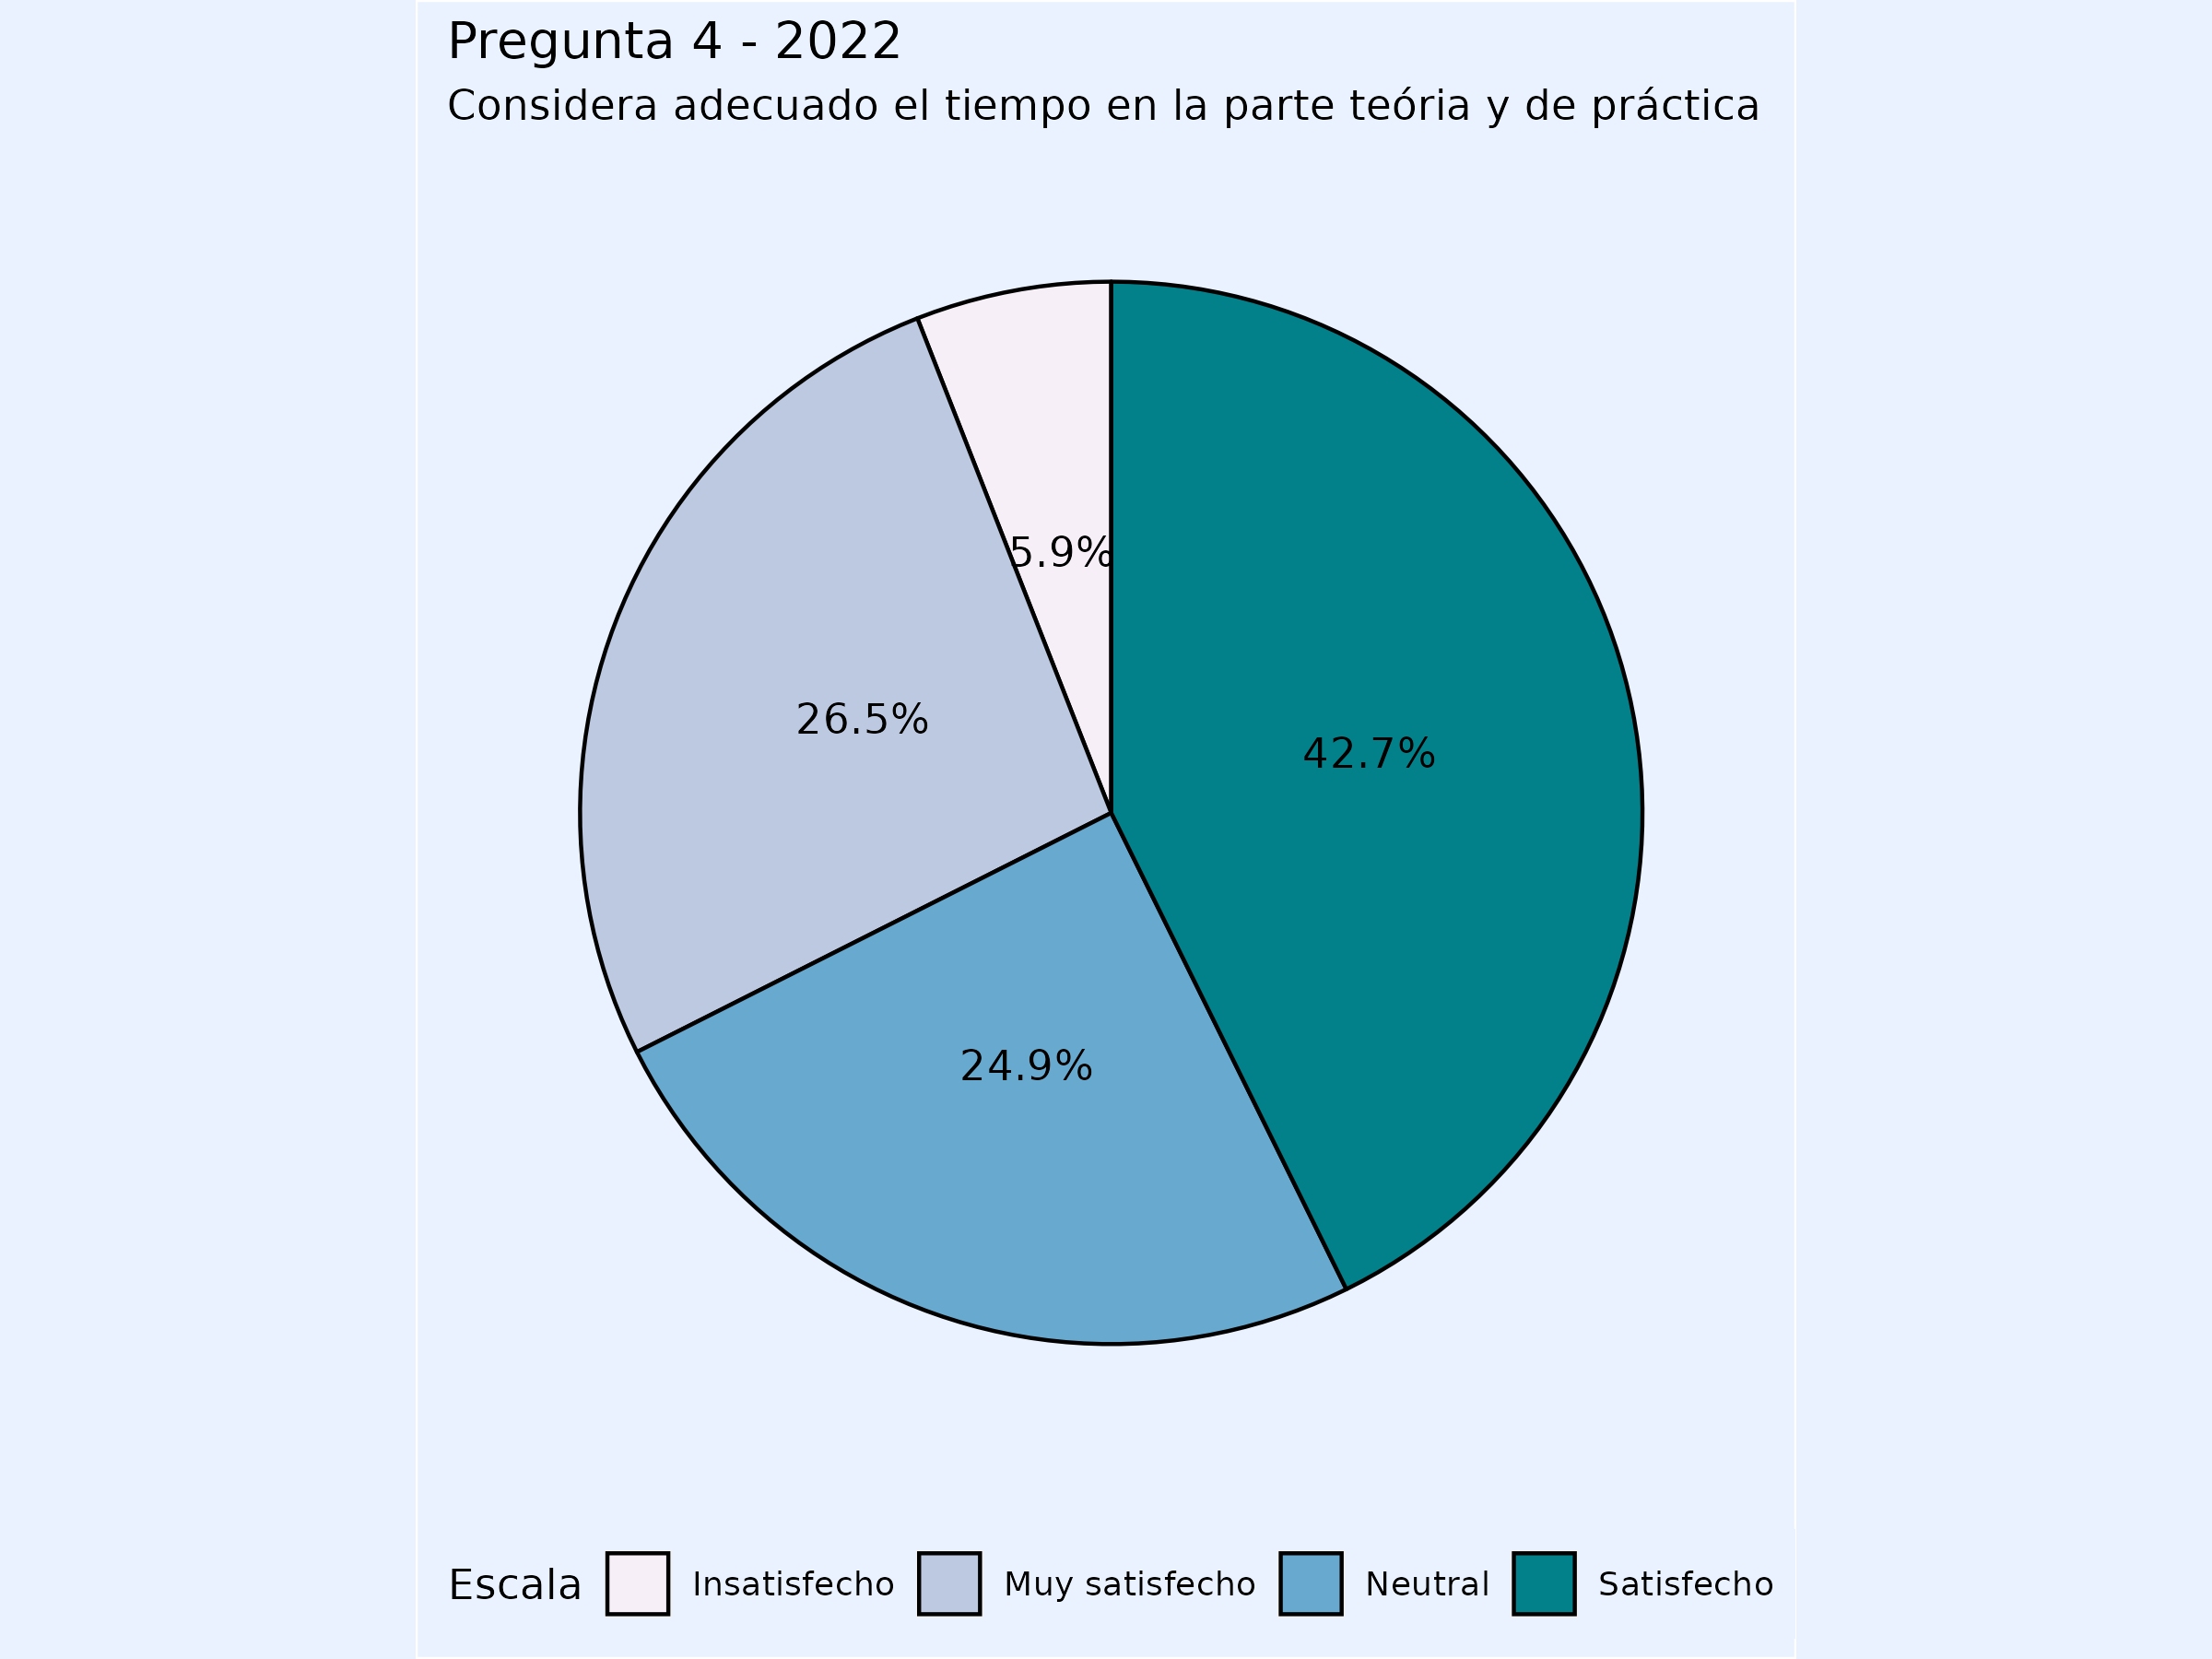 Pregunta 4 - 2022
Considera adecuado el tiempo en la parte teória y de práctica
5.9%
26.5%
42.7%
24.9%
Escala Insatisfecho Muy satisfecho Neutral Satisfecho